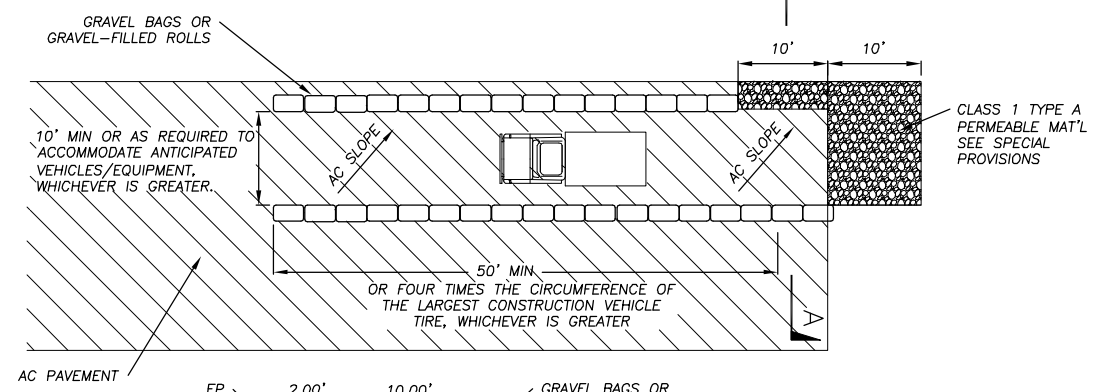 GRAVEL BAGS OR
GRAVEL-FILLED ROLLS
10'
10'
CLASS 1 TYPE A
PERMEABLE MAT'L
SEE SPECIAL
PROVISIONS
10' MIN OR AS REQUIRED TO
ACCOMMODATE ANTICIPATED
VEHICLES/EQUIPMENT,
WHICHEVER IS GREATER.
AC SLOPE
AC SLOPE
50' MIN
OR FOUR TIMES THE CIRCUMFERENCE OF
THE LARGEST CONSTRUCTION VEHICLE
TIRE, WHICHEVER IS GREATER
A
AC PAVEMENT
EP
2.00'
10.00'
GRAVEL BAGS OR